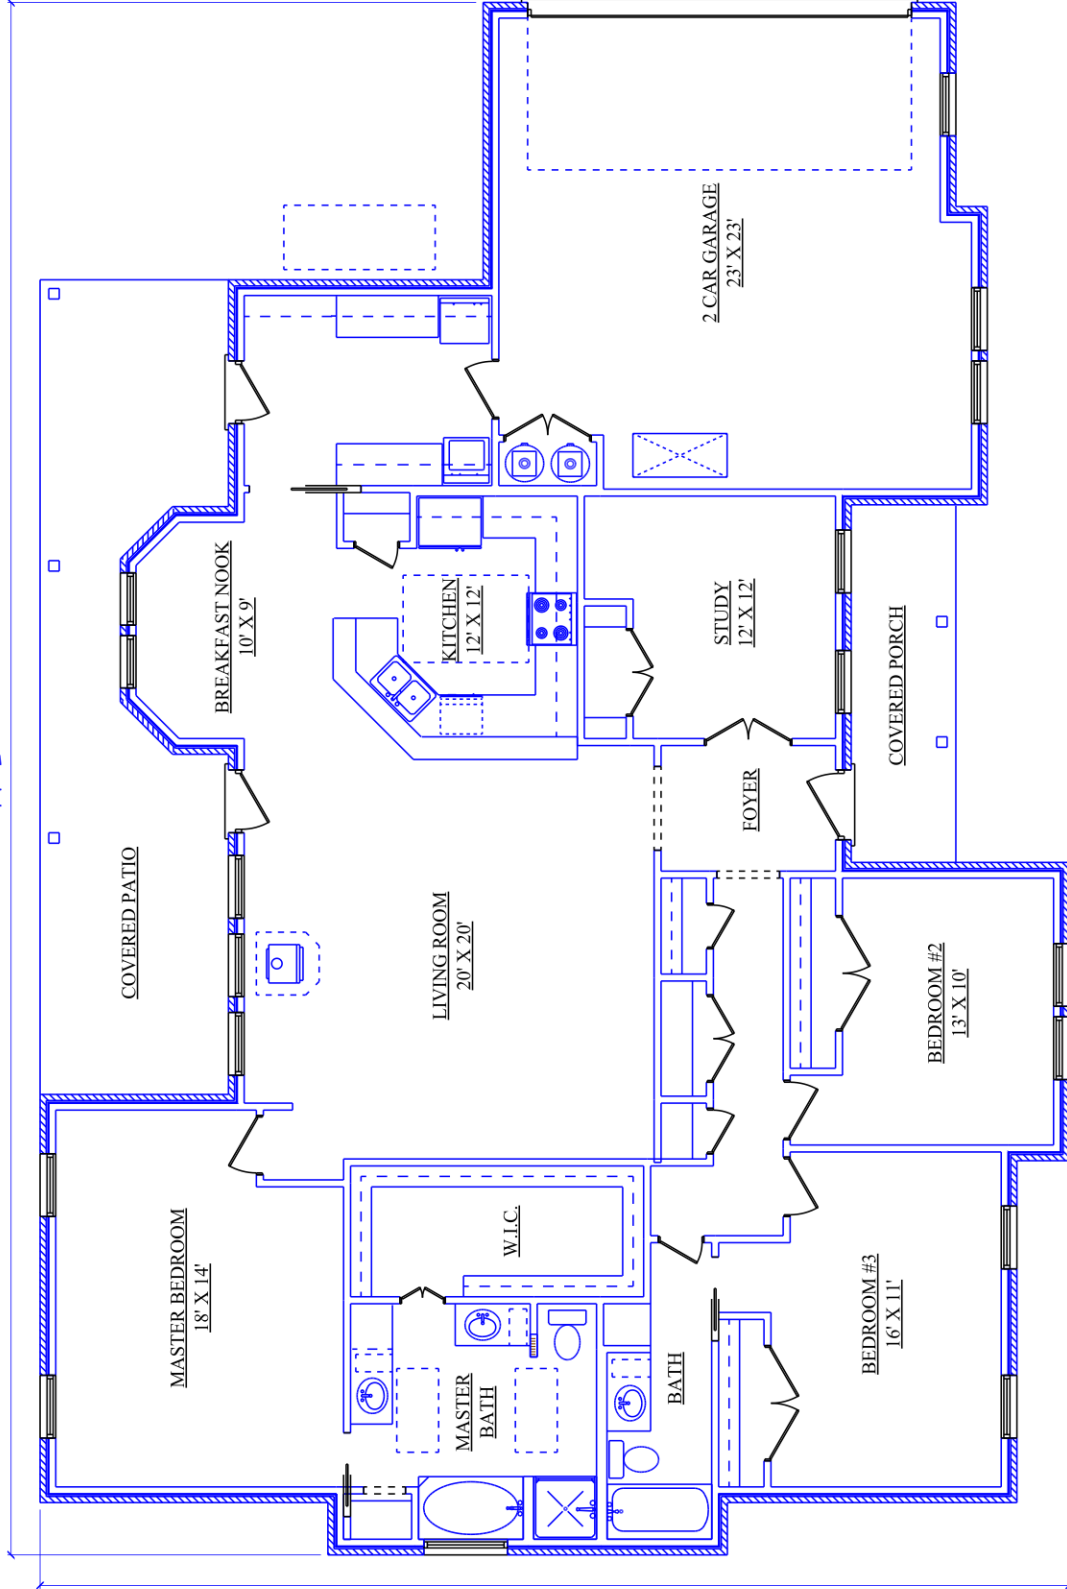 COVERED PATIO
BREAKFAST NOOK
10' X 9'
MASTER BEDROOM
18' X 14'
LIVING ROOM
20' X 20'
KITCHEN
12' X 12'
W.I.C.
MASTER
BATH
2 CAR GARAGE
23' X 23'
STUDY
12' X 12'
FOYER
COVERED PORCH
BATH
BEDROOM #2
13' X 10'
BEDROOM #3
16' X 11'